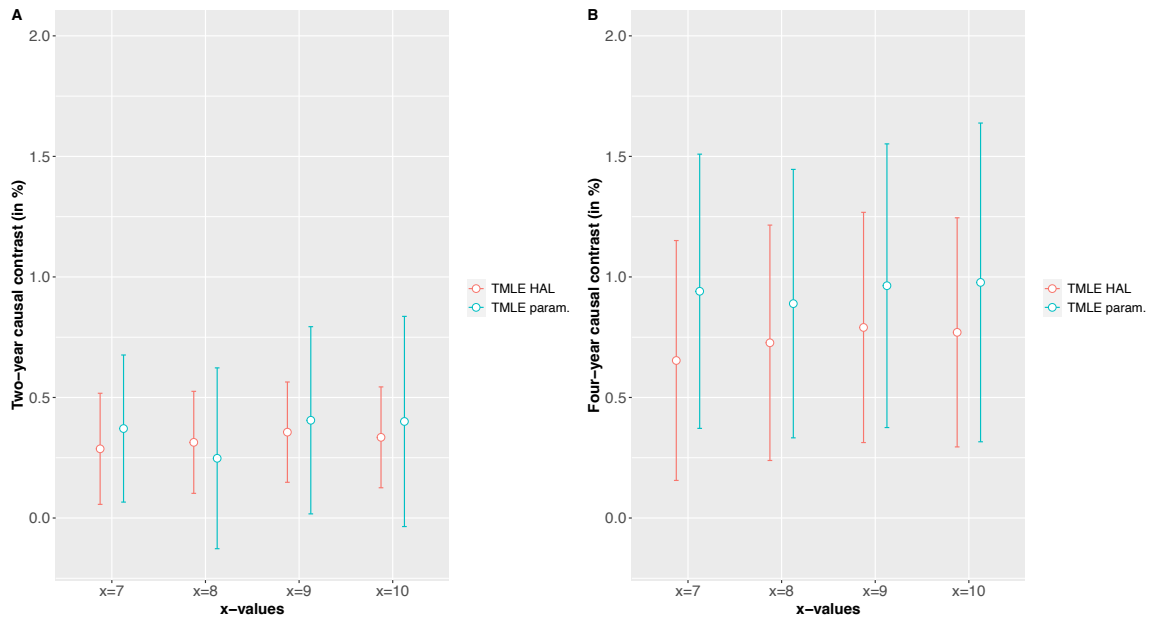 A
Two−year causal contrast (in %)
2.0
1.5
1.0
0.5
0.0
x=7 x=8 x=9 x=10
x−values
TMLE HAL
TMLE param.
B
Four−year causal contrast (in %)
2.0
1.5
1.0
0.5
0.0
x=7 x=8 x=9 x=10
x−values
TMLE HAL
TMLE param.